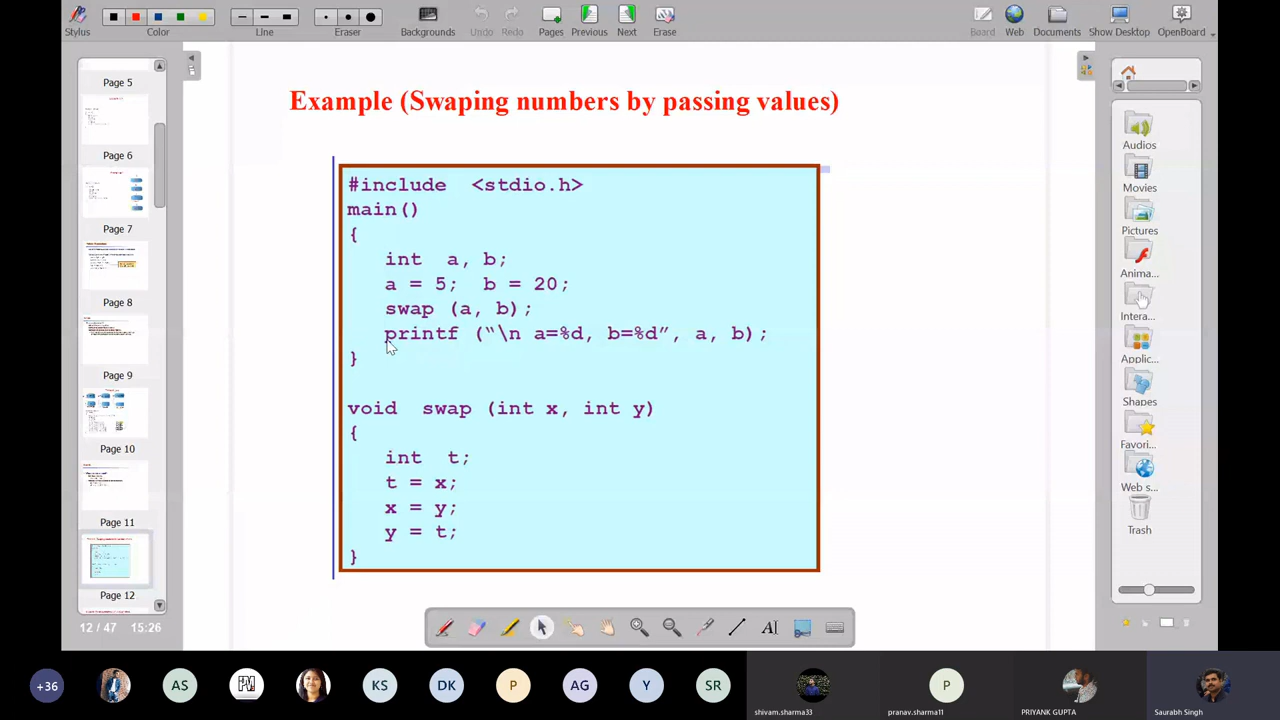 Stylus Color Line Eraser Backgrounds Undo Redo Pages Previous Next Erase Board Web Documents Show Desktop OpenBoard
Page 5
Page 6
Page 7
Page 8
Page 9
Page 10
Page 11
Page 12
12 / 47 15:26
Example (Swaping numbers by passing values)
#include <stdio.h>
main()
{
int a, b;
a = 5; b = 20;
swap (a, b);
printf (“\n a=%d, b=%d”, a, b);
}
void swap (int x, int y)
{
int t;
t = x;
x = y;
y = t;
}
Audios
Movies
Pictures
Anima...
Intera...
Applic...
Shapes
Favori...
Web s...
Trash
+36 AS KS DK P AG Y SR P
shivam.sharma33 pranav.sharma11 PRIYANK GUPTA Saurabh Singh